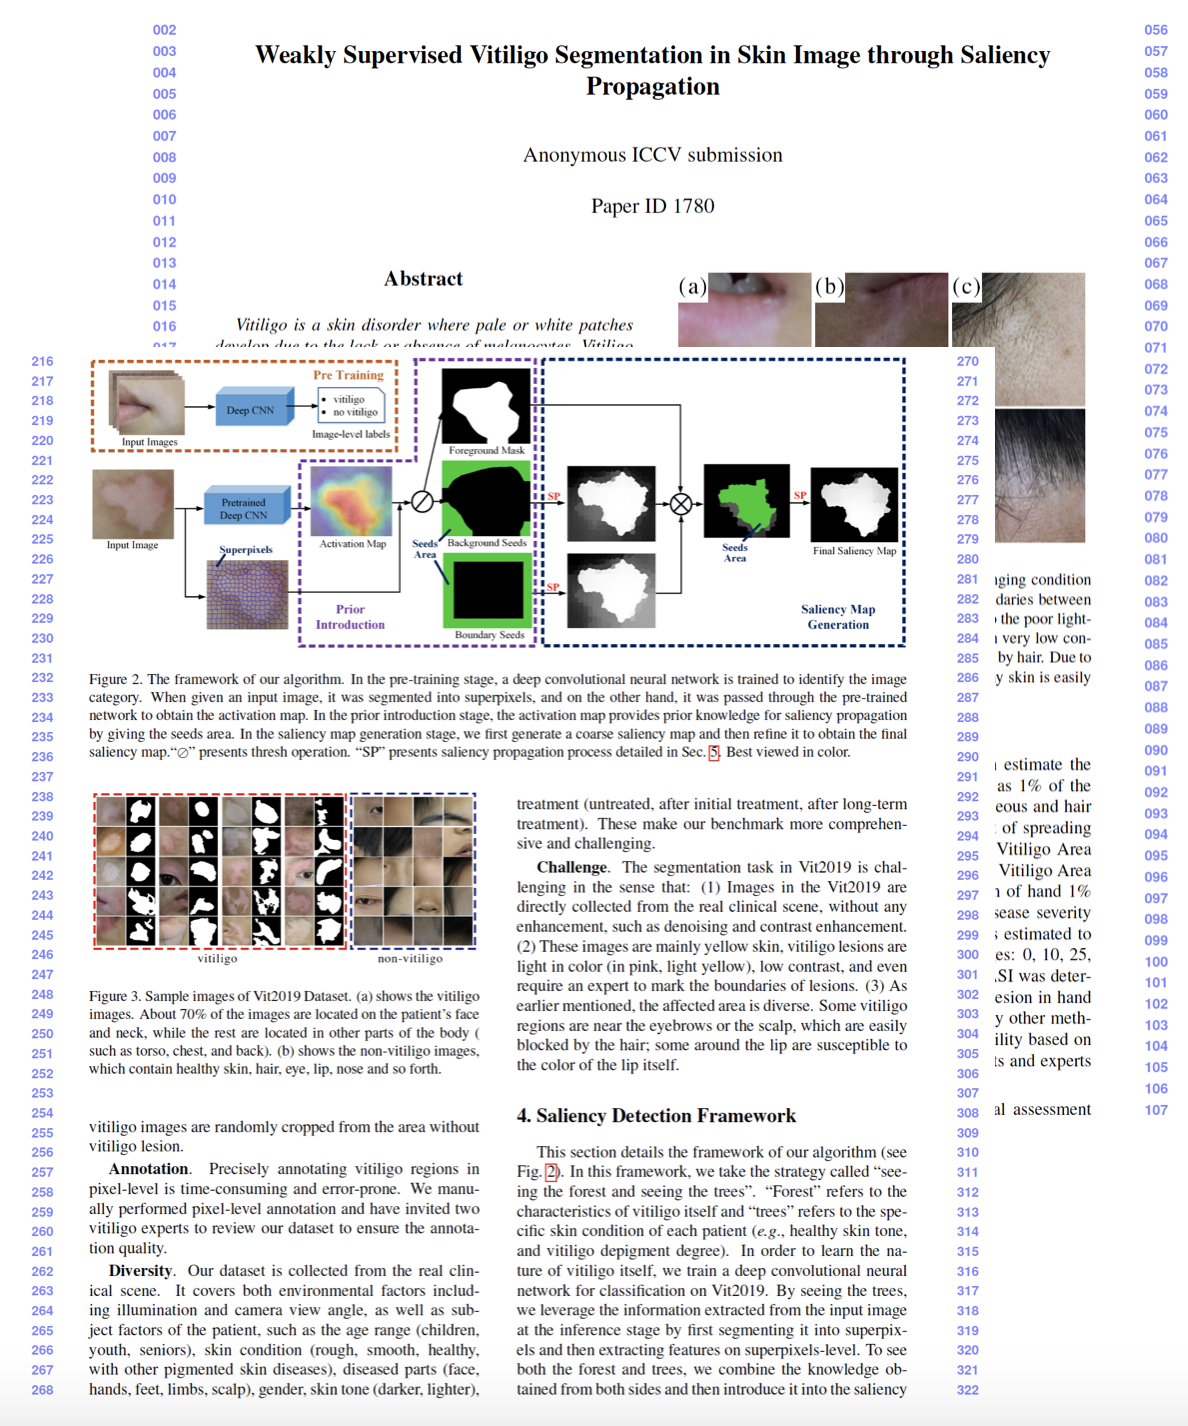 002
003
004
005
006
007
008
009
010
011
012
013
014
015
016
Weakly Supervised Vitiligo Segmentation in Skin Image through Saliency
Propagation
Anonymous ICCV submission
Paper ID 1780
Abstract
Vitiligo is a skin disorder where pale or white patches
develop due to the lack or absence of melanocytes. Vitiligo
(a)
(b)
(c)
056
057
058
059
060
061
062
063
064
065
066
067
068
069
070
071
072
073
074
075
076
077
078
079
080
081
082
083
084
085
086
087
088
089
090
091
092
093
094
095
096
097
098
099
100
101
102
103
104
105
106
107
216
217
218
219
220
221
222
223
224
225
226
227
228
229
230
231
232
233
234
235
236
237
238
239
240
241
242
243
244
245
246
247
248
249
250
251
252
253
254
255
256
257
258
259
260
261
262
263
264
265
266
267
268
Pre Training
Deep CNN
• vitiligo
• no vitiligo
Input Images
Image-level labels
Input Image
Pretrained
Deep CNN
Superpixels
Activation Map
Prior
Introduction
Foreground Mask
Seeds
Area
Background Seeds
Boundary Seeds
SP
SP
Seeds
Area
SP
Final Saliency Map
Saliency Map
Generation
Figure 2. The framework of our algorithm. In the pre-training stage, a deep convolutional neural network is trained to identify the image
category. When given an input image, it was segmented into superpixels, and on the other hand, it was passed through the pre-trained
network to obtain the activation map. In the prior introduction stage, the activation map provides prior knowledge for saliency propagation
by giving the seeds area. In the saliency map generation stage, we first generate a coarse saliency map and then refine it to obtain the final
saliency map.“⊘” presents thresh operation. “SP” presents saliency propagation process detailed in Sec. 5. Best viewed in color.
vitiligo
non-vitiligo
Figure 3. Sample images of Vit2019 Dataset. (a) shows the vitiligo
images. About 70% of the images are located on the patient's face
and neck, while the rest are located in other parts of the body (
such as torso, chest, and back). (b) shows the non-vitiligo images,
which contain healthy skin, hair, eye, lip, nose and so forth.
vitiligo images are randomly cropped from the area without
vitiligo lesion.
Annotation. Precisely annotating vitiligo regions in
pixel-level is time-consuming and error-prone. We manu-
ally performed pixel-level annotation and have invited two
vitiligo experts to review our dataset to ensure the annota-
tion quality.
Diversity. Our dataset is collected from the real clin-
ical scene. It covers both environmental factors includ-
ing illumination and camera view angle, as well as sub-
ject factors of the patient, such as the age range (children,
youth, seniors), skin condition (rough, smooth, healthy,
with other pigmented skin diseases), diseased parts (face,
hands, feet, limbs, scalp), gender, skin tone (darker, lighter),
treatment (untreated, after initial treatment, after long-term
treatment). These make our benchmark more comprehen-
sive and challenging.
Challenge. The segmentation task in Vit2019 is chal-
lenging in the sense that: (1) Images in the Vit2019 are
directly collected from the real clinical scene, without any
enhancement, such as denoising and contrast enhancement.
(2) These images are mainly yellow skin, vitiligo lesions are
light in color (in pink, light yellow), low contrast, and even
require an expert to mark the boundaries of lesions. (3) As
earlier mentioned, the affected area is diverse. Some vitiligo
regions are near the eyebrows or the scalp, which are easily
blocked by the hair; some around the lip are susceptible to
the color of the lip itself.
4. Saliency Detection Framework
This section details the framework of our algorithm (see
Fig. 2). In this framework, we take the strategy called “see-
ing the forest and seeing the trees”. “Forest” refers to the
characteristics of vitiligo itself and “trees” refers to the spe-
cific skin condition of each patient (e.g., healthy skin tone,
and vitiligo depigment degree). In order to learn the na-
ture of vitiligo itself, we train a deep convolutional neural
network for classification on Vit2019. By seeing the trees,
we leverage the information extracted from the input image
at the inference stage by first segmenting it into superpix-
els and then extracting features on superpixels-level. To see
both the forest and trees, we combine the knowledge ob-
tained from both sides and then introduce it into the saliency
270
271
272
273
274
275
276
277
278
279
280
281
282
283
284
285
286
287
288
289
290
291
292
293
294
295
296
297
298
299
300
301
302
303
304
305
306
307
308
309
310
311
312
313
314
315
316
317
318
319
320
321
322
ging condition
daries between
the poor light-
very low con-
by hair. Due to
y skin is easily
estimate the
as 1% of the
eous and hair
of spreading
Vitiligo Area
Vitiligo Area
of hand 1%
sease severity
estimated to
es: 0, 10, 25,
SI was deter-
esion in hand
y other meth-
ility based on
ts and experts
al assessment